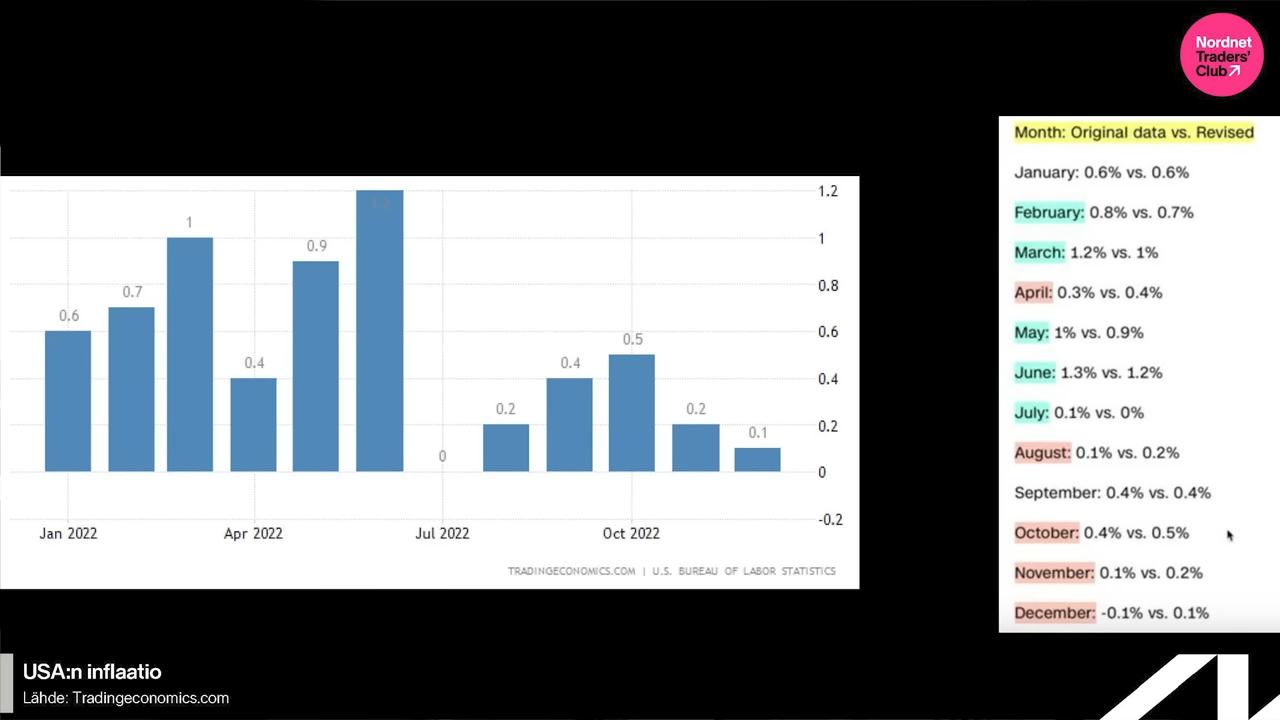 Nordnet
Traders'
Club
Month: Original data vs. Revised
January: 0.6% vs. 0.6%
February: 0.8% vs. 0.7%
March: 1.2% vs. 1%
April: 0.3% vs. 0.4%
May: 1% vs. 0.9%
June: 1.3% vs. 1.2%
July: 0.1% vs. 0%
August: 0.1% vs. 0.2%
September: 0.4% vs. 0.4%
October: 0.4% vs. 0.5%
November: 0.1% vs. 0.2%
December: -0.1% vs. 0.1%
0.6
0.7
1
0.4
0.9
1.2
0
0.2
0.4
0.5
0.2
0.1
1.2
1
0.8
0.6
0.4
0.2
0
-0.2
Jan 2022
Apr 2022
Jul 2022
Oct 2022
TRADINGECONOMICS.COM | U.S. BUREAU OF LABOR STATISTICS
USA:n inflaatio
Lähde: Tradingeconomics.com